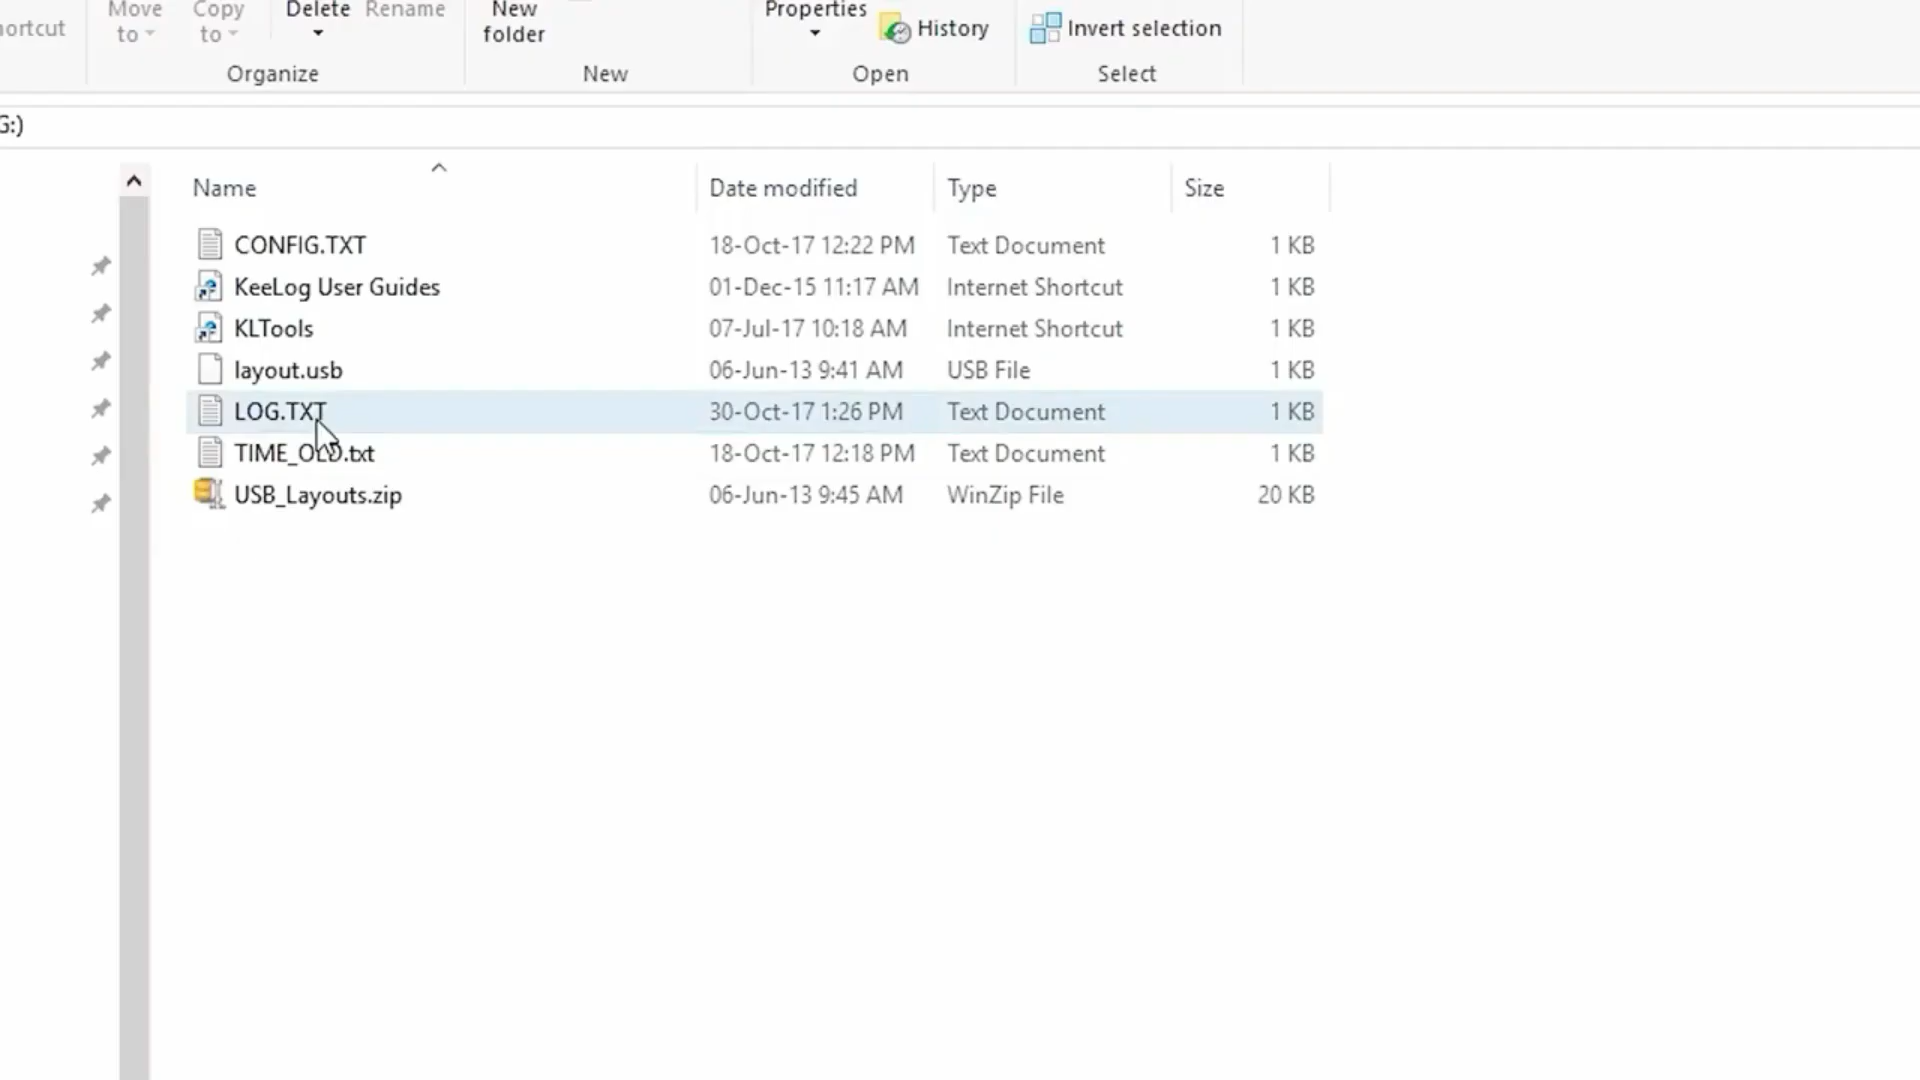 Move to
Copy to
Delete
Rename
New folder
Properties
History
Invert selection
Organize
New
Open
Select
G:)
Name Date modified Type Size
CONFIG.TXT 18-Oct-17 12:22 PM Text Document 1 KB
KeeLog User Guides 01-Dec-15 11:17 AM Internet Shortcut 1 KB
KLTools 07-Jul-17 10:18 AM Internet Shortcut 1 KB
layout.usb 06-Jun-13 9:41 AM USB File 1 KB
LOG.TXT 30-Oct-17 1:26 PM Text Document 1 KB
TIME_OLD.txt 18-Oct-17 12:18 PM Text Document 1 KB
USB_Layouts.zip 06-Jun-13 9:45 AM WinZip File 20 KB